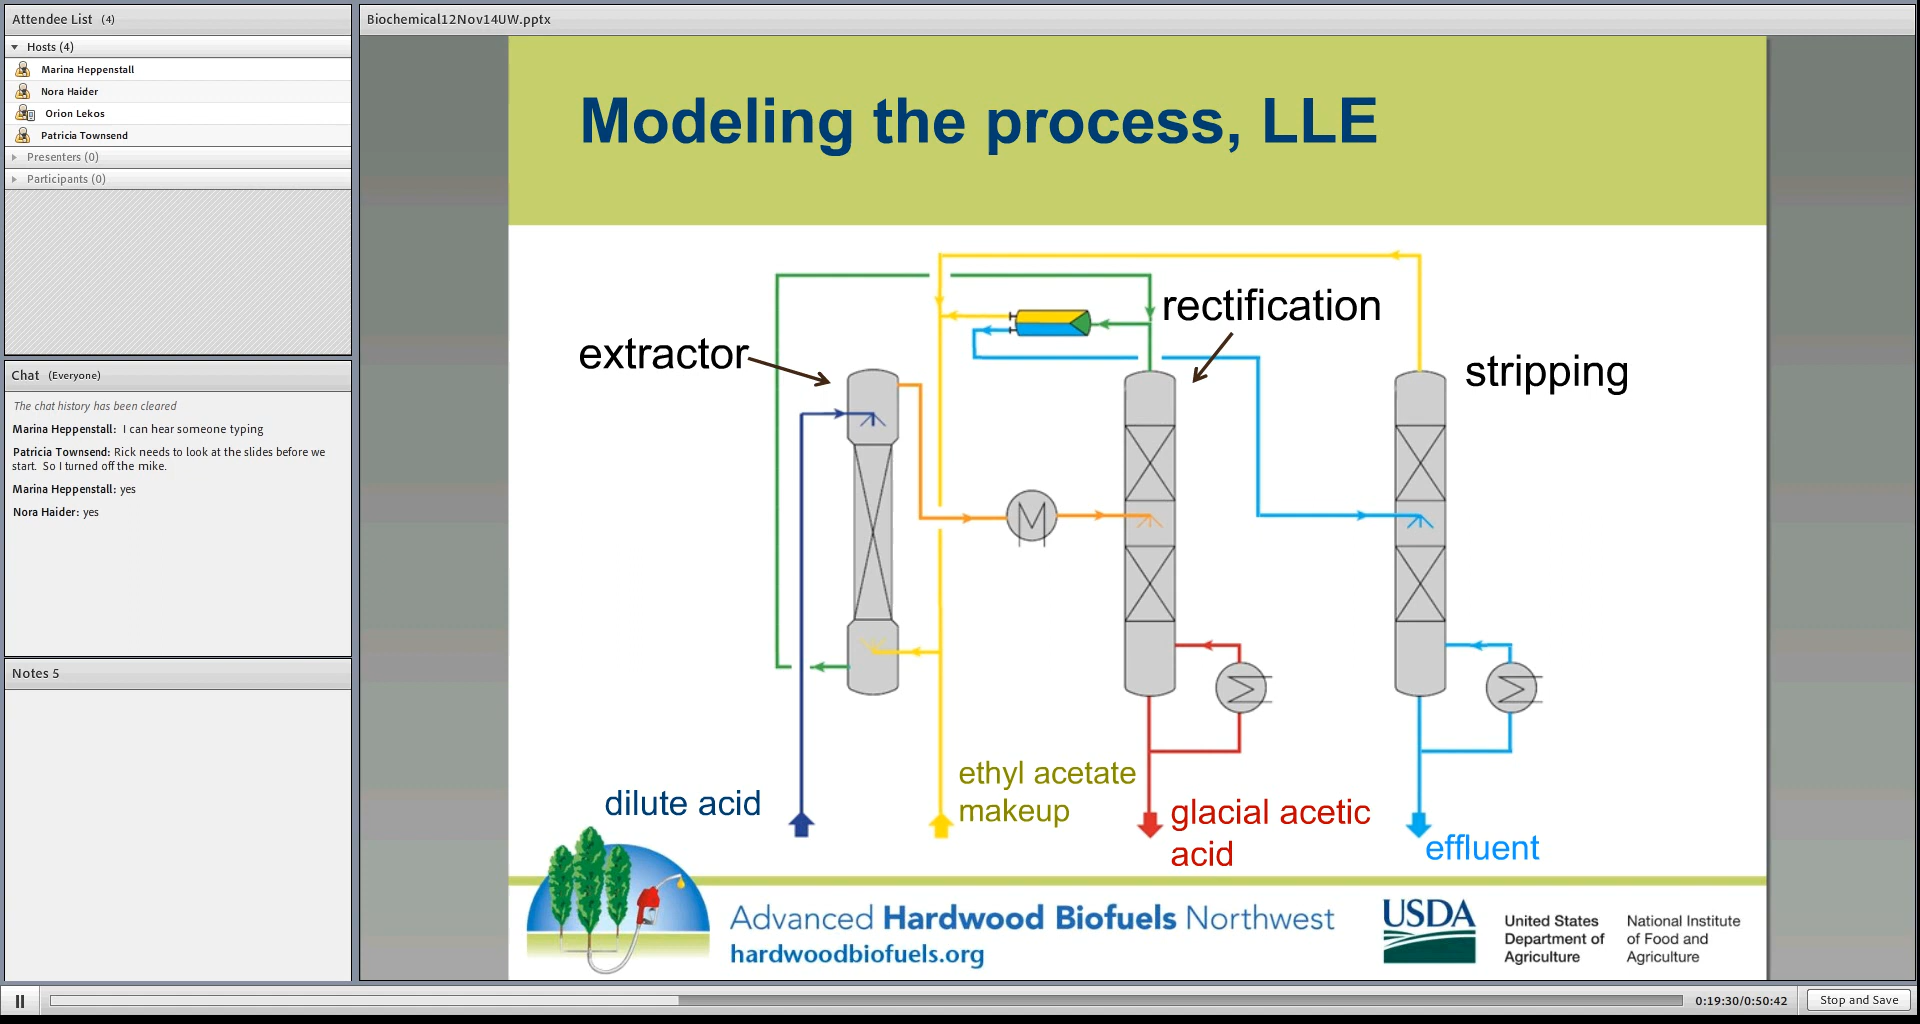 Attendee List (4)
Hosts (4)
Marina Heppenstall
Nora Haider
Orion Lekos
Patricia Townsend
Presenters (0)
Participants (0)
Chat (Everyone)
The chat history has been cleared
Marina Heppenstall: I can hear someone typing
Patricia Townsend: Rick needs to look at the slides before we
start. So I turned off the mike.
Marina Heppenstall: yes
Nora Haider: yes
Notes 5
Biochemical12Nov14UW.pptx
Modeling the process, LLE
rectification
extractor
stripping
M
M
M
ethyl acetate
makeup
dilute acid
glacial acetic
acid
effluent
Advanced Hardwood Biofuels Northwest
hardwoodbiofuels.org
USDA
United States
Department of
Agriculture
National Institute
of Food and
Agriculture
0:19:30/0:50:42
Stop and Save